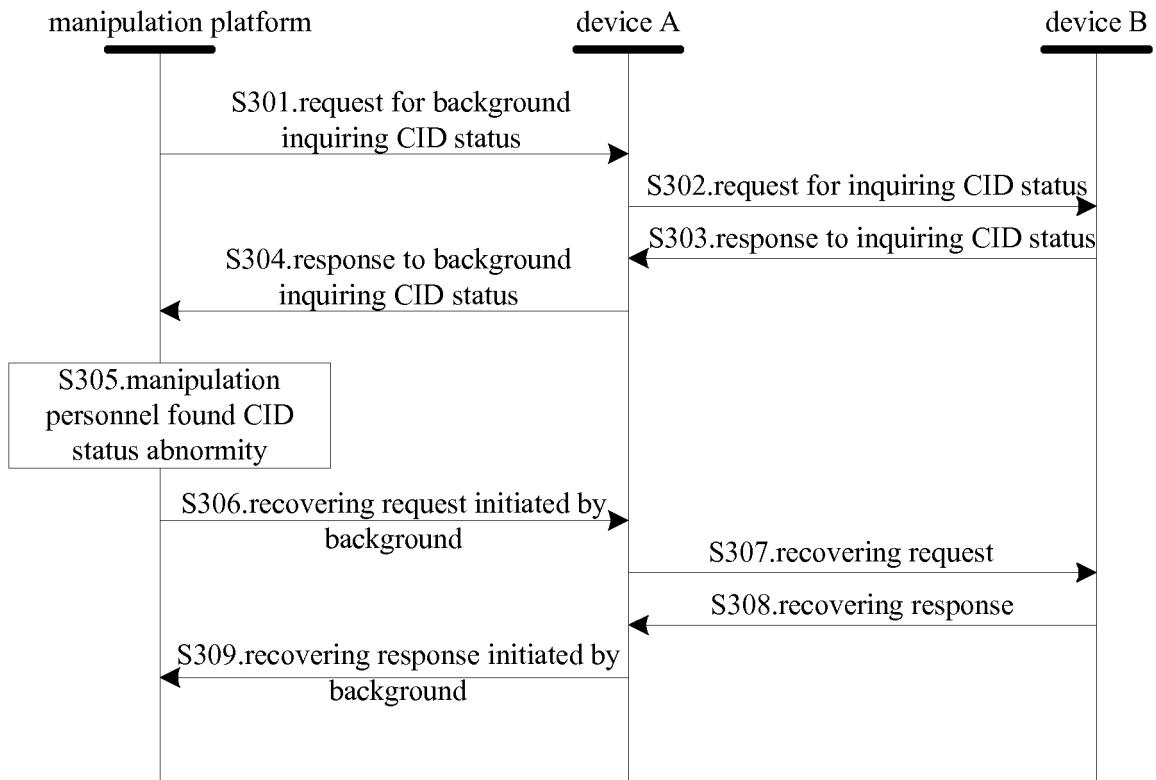 manipulation platform
device A
device B
S301.request for background
inquiring CID status
S302.request for inquiring CID status
S303.response to inquiring CID status
S304.response to background
inquiring CID status
S305.manipulation
personnel found CID
status abnormity
S306.recovering request initiated by
background
S307.recovering request
S308.recovering response
S309.recovering response initiated by
background